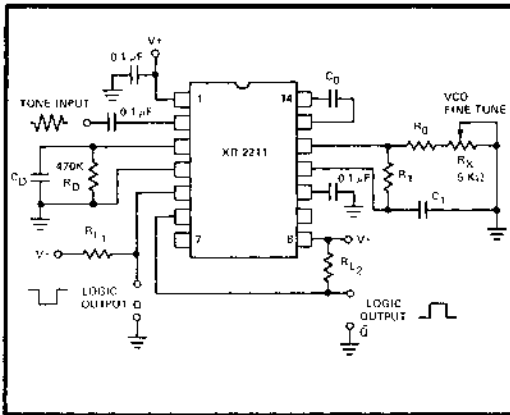 V+
0.1 µF
1
14
C0
TONE INPUT
0.1 µF
VCO
FINE TUNE
XR 2211
R0
RX
5 KΩ
470K
RD
CD
R1
0.1 µF
C1
7
8
V+
RL1
V+
RL2
LOGIC
OUTPUT
Q
LOGIC
OUTPUT
Q̄